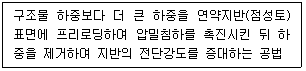 구조물 하중보다 더 큰 하중을 연약지반(점성토)
표면에 프리로딩하여 압밀침하를 촉진시킨 뒤 하
중을 제거하여 지반의 전단강도를 증대하는 공법